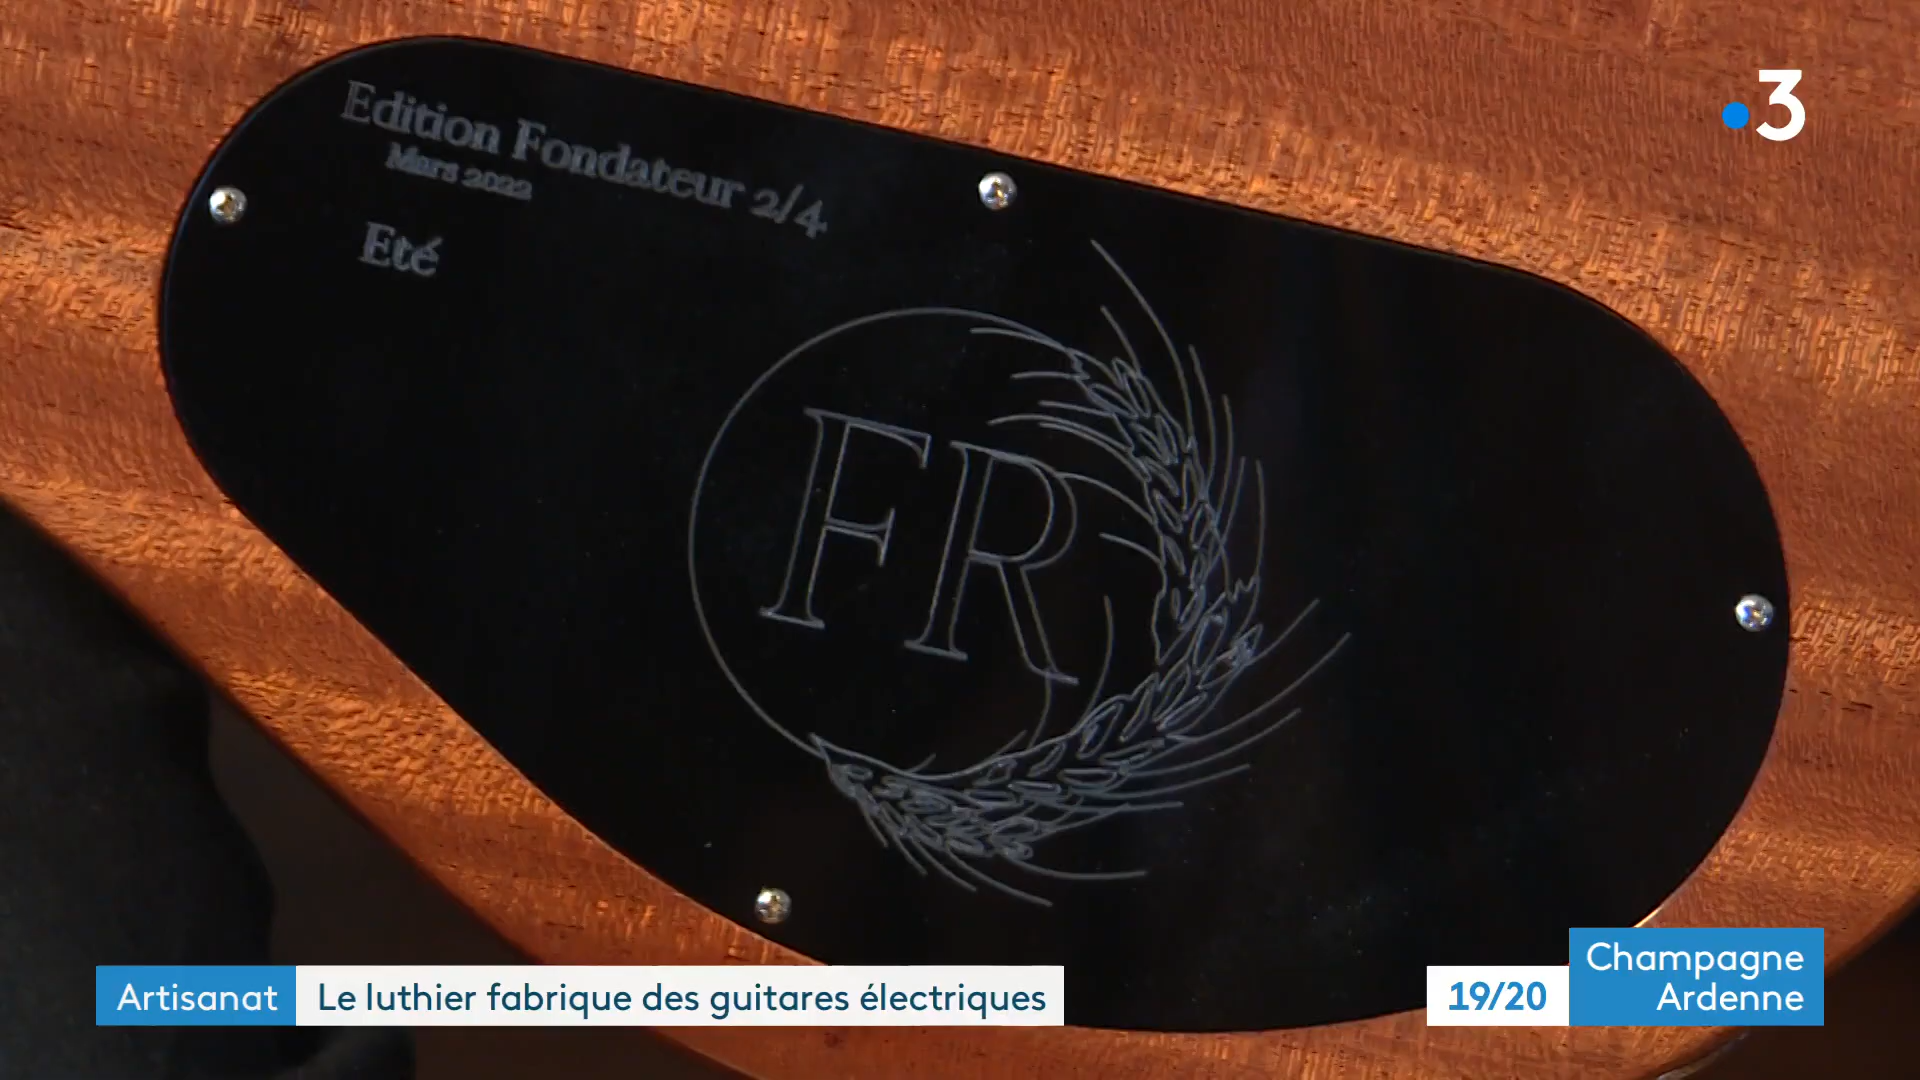 Edition Fondateur 2/4
Mars 2022
Eté
FR
3
Artisanat
Le luthier fabrique des guitares électriques
19/20
Champagne
Ardenne